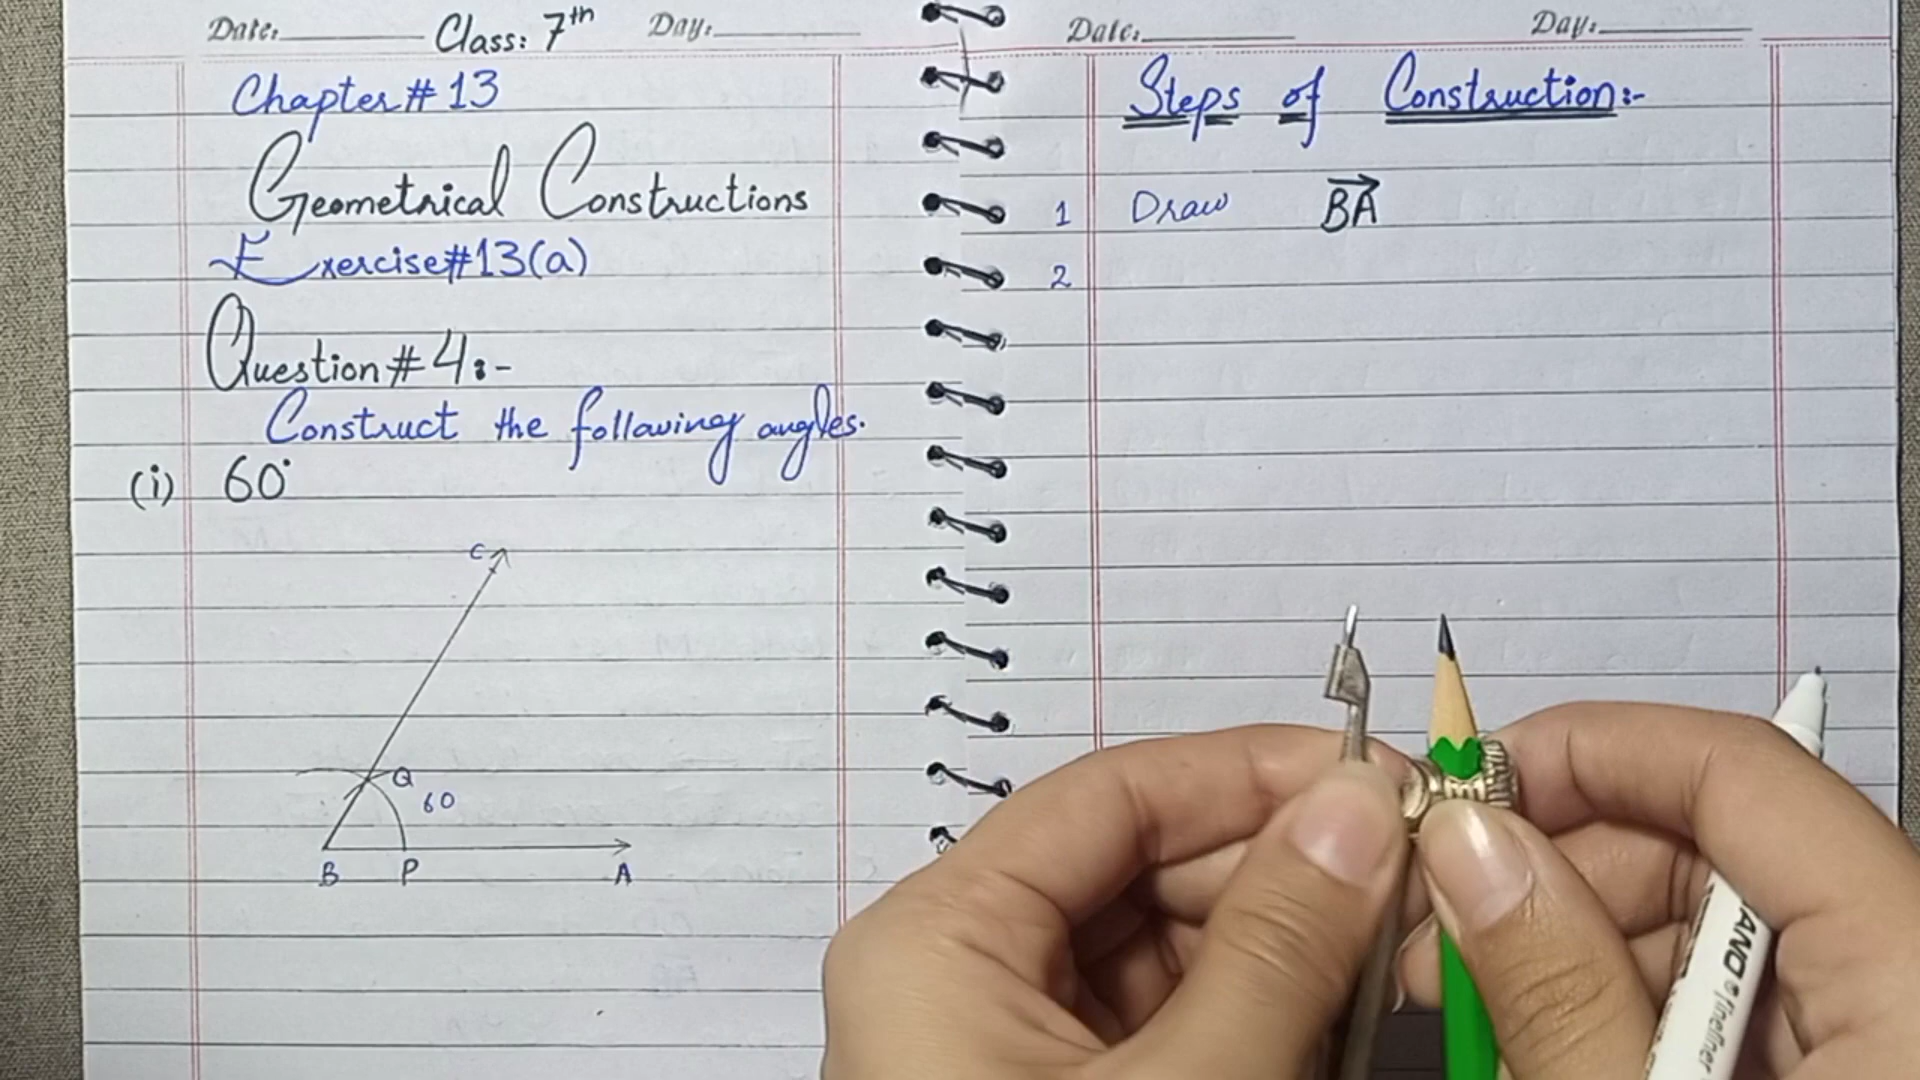 Date: Class: 7th Day:
Chapter# 13
Geometrical Constructions
Exercise#13(a)
Question# 4:-
Construct the following angles.
(i) 60°
C
Q
60
B P A
Date: Day:
Steps of Construction:-
1 Draw BA
2
fineliner